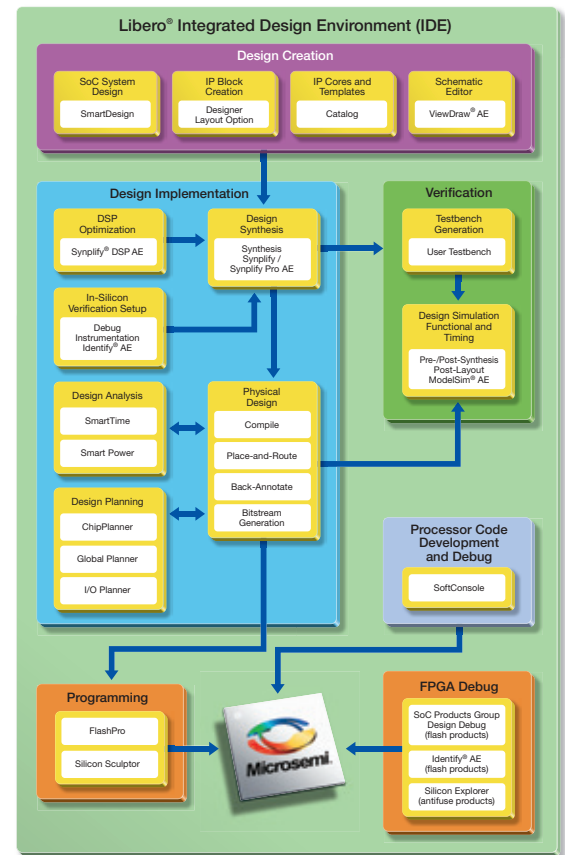 Libero® Integrated Design Environment (IDE)
Design Creation
SoC System
Design
SmartDesign
IP Block
Creation
Designer
Layout Option
IP Cores and
Templates
Catalog
Schematic
Editor
ViewDraw® AE
Design Implementation
DSP
Optimization
Synplify® DSP AE
Design
Synthesis
Synthesis
Synplify /
Synplify Pro AE
In-Silicon
Verification Setup
Debug
Instrumentation
Identify® AE
Design Analysis
SmartTime
Smart Power
Physical
Design
Compile
Place-and-Route
Back-Annotate
Bitstream
Generation
Design Planning
ChipPlanner
Global Planner
I/O Planner
Verification
Testbench
Generation
User Testbench
Design Simulation
Functional and
Timing
Pre-/Post-Synthesis
Post-Layout
ModelSim® AE
Processor Code
Development
and Debug
SoftConsole
Programming
FlashPro
Silicon Sculptor
Microsemi.
FPGA Debug
SoC Products Group
Design Debug
(flash products)
Identify® AE
(flash products)
Silicon Explorer
(antifuse products)